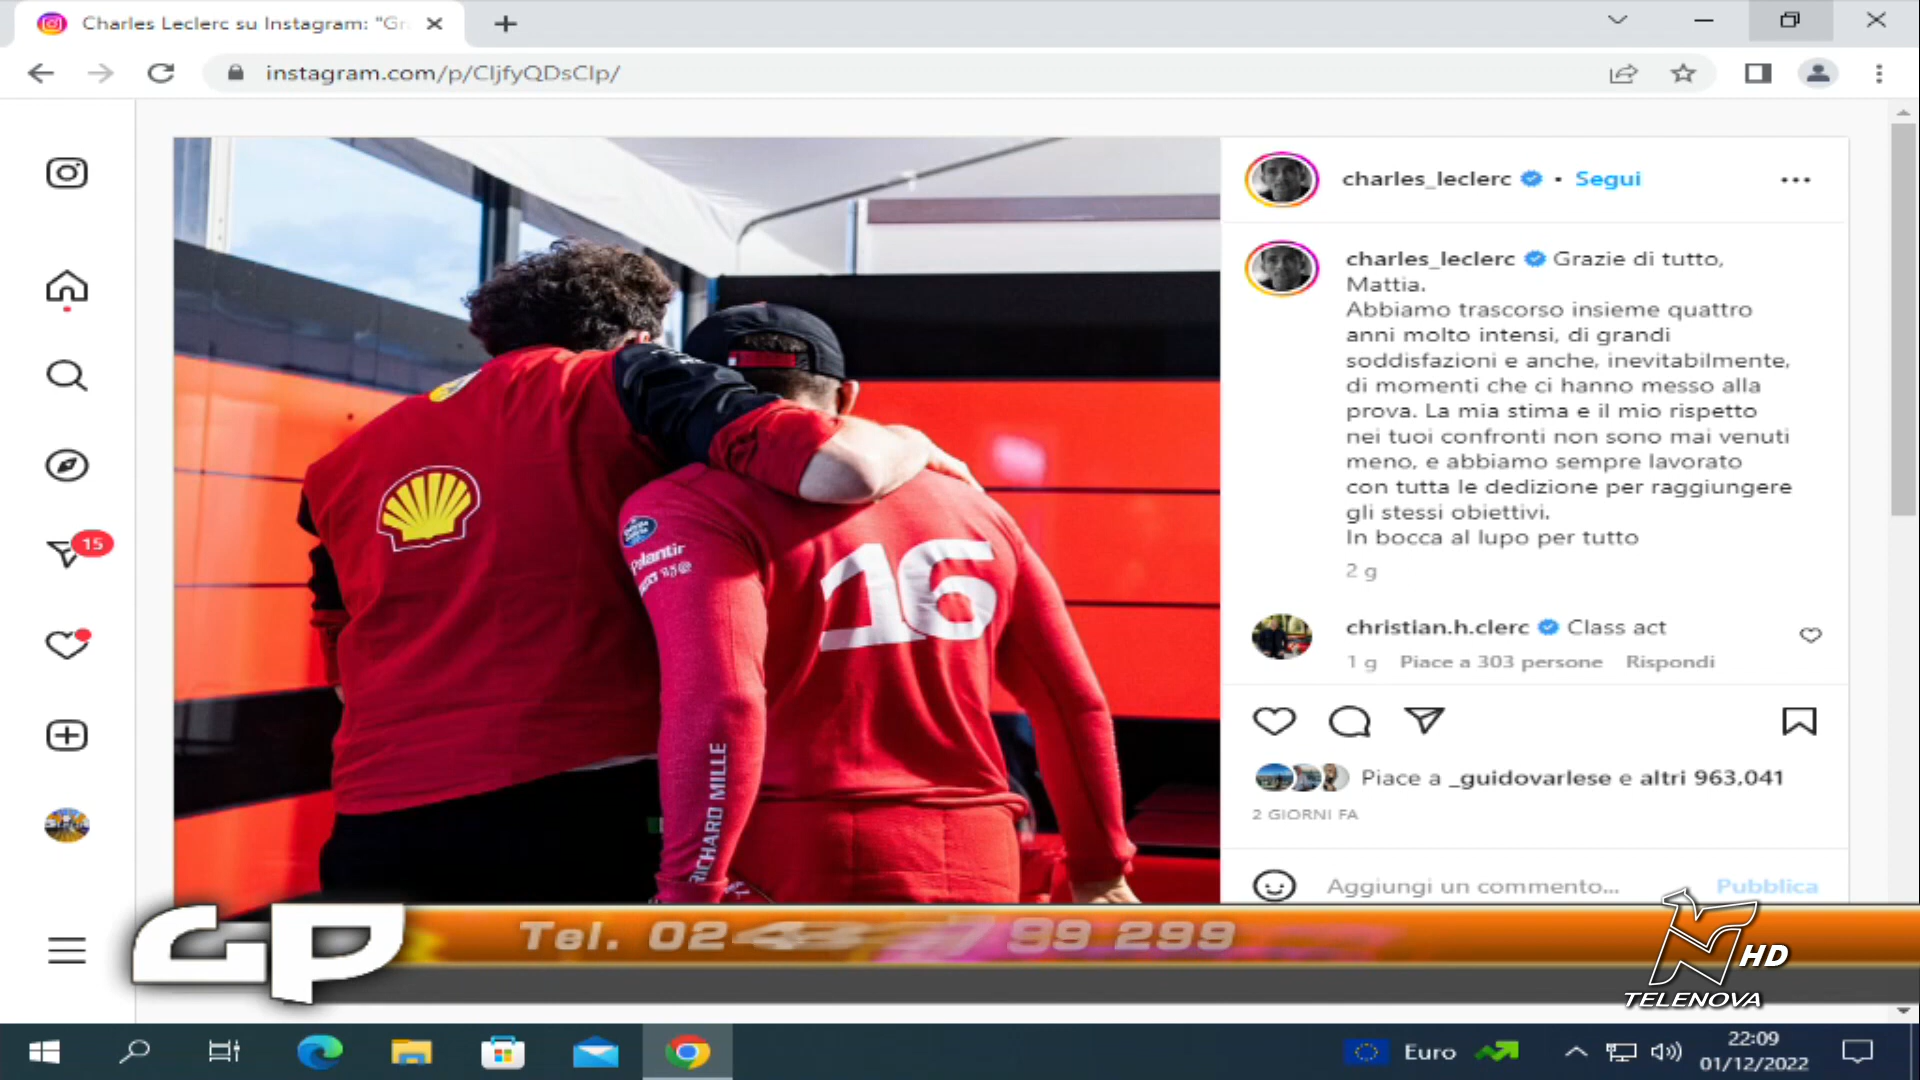 Charles Leclerc su Instagram: "Gr
instagram.com/p/CljfyQDsClp/
charles_leclerc • Segui
charles_leclerc Grazie di tutto,
Mattia.
Abbiamo trascorso insieme quattro
anni molto intensi, di grandi
soddisfazioni e anche, inevitabilmente,
di momenti che ci hanno messo alla
prova. La mia stima e il mio rispetto
nei tuoi confronti non sono mai venuti
meno, e abbiamo sempre lavorato
con tutta le dedizione per raggiungere
gli stessi obiettivi.
In bocca al lupo per tutto
2 g
christian.h.clerc Class act
1 g Piace a 303 persone Rispondi
Piace a _guidovarlese e altri 963,041
2 GIORNI FA
Aggiungi un commento... Pubblica
15
Palantir
16
RICHARD MILLE
GP
Tel. 02 99 299
HD
TELENOVA
Euro
22:09
01/12/2022